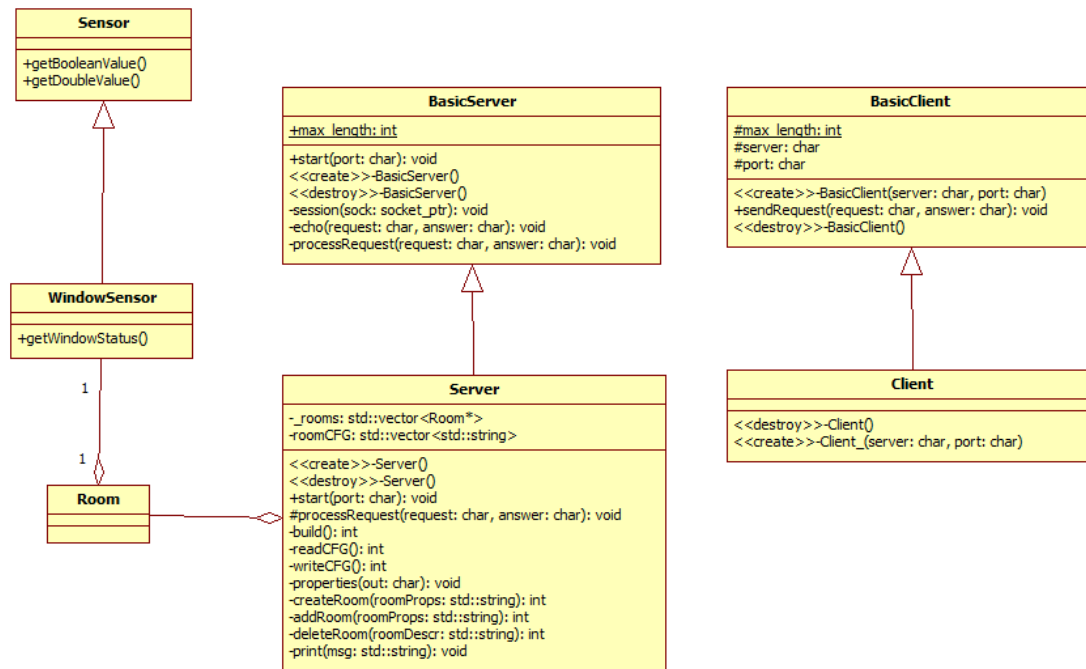 Sensor
+getBooleanValue()
+getDoubleValue()
BasicServer
+max_length: int
+start(port: char): void
<<create>>-BasicServer()
<<destroy>>-BasicServer()
-session(sock: socket_ptr): void
-echo(request: char, answer: char): void
-processRequest(request: char, answer: char): void
BasicClient
#max_length: int
#server: char
#port: char
<<create>>-BasicClient(server: char, port: char)
+sendRequest(request: char, answer: char): void
<<destroy>>-BasicClient()
WindowSensor
+getWindowStatus()
1
1
Room
Server
-_rooms: std::vector<Room*>
-roomCFG: std::vector<std::string>
<<create>>-Server()
<<destroy>>-Server()
+start(port: char): void
#processRequest(request: char, answer: char): void
-build(): int
-readCFG(): int
-writeCFG(): int
-properties(out: char): void
-createRoom(roomProps: std::string): int
-addRoom(roomProps: std::string): int
-deleteRoom(roomDescr: std::string): int
-print(msg: std::string): void
Client
<<destroy>>-Client()
<<create>>-Client_(server: char, port: char)